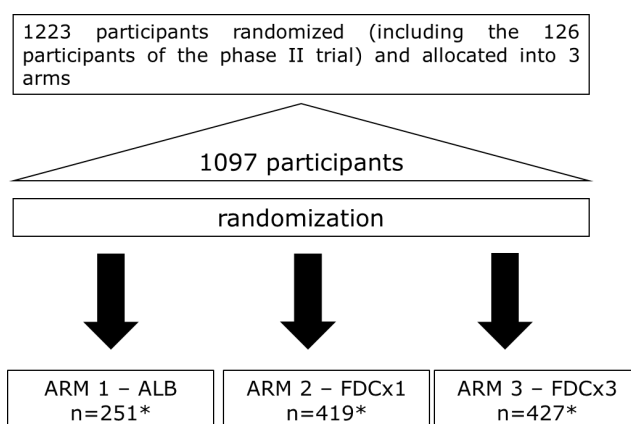 1223 participants randomized (including the 126
participants of the phase II trial) and allocated into 3
arms
1097 participants
randomization
ARM 1 – ALB
n=251*
ARM 2 – FDCx1
n=419*
ARM 3 – FDCx3
n=427*